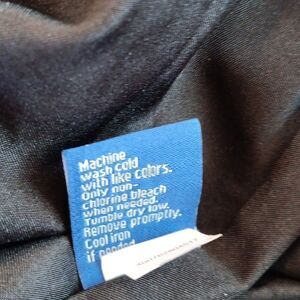 Machine
wash cold
with like colors.
Only non-
chlorine bleach
when needed.
Tumble dry low.
Remove promptly.
Cool iron
if needed